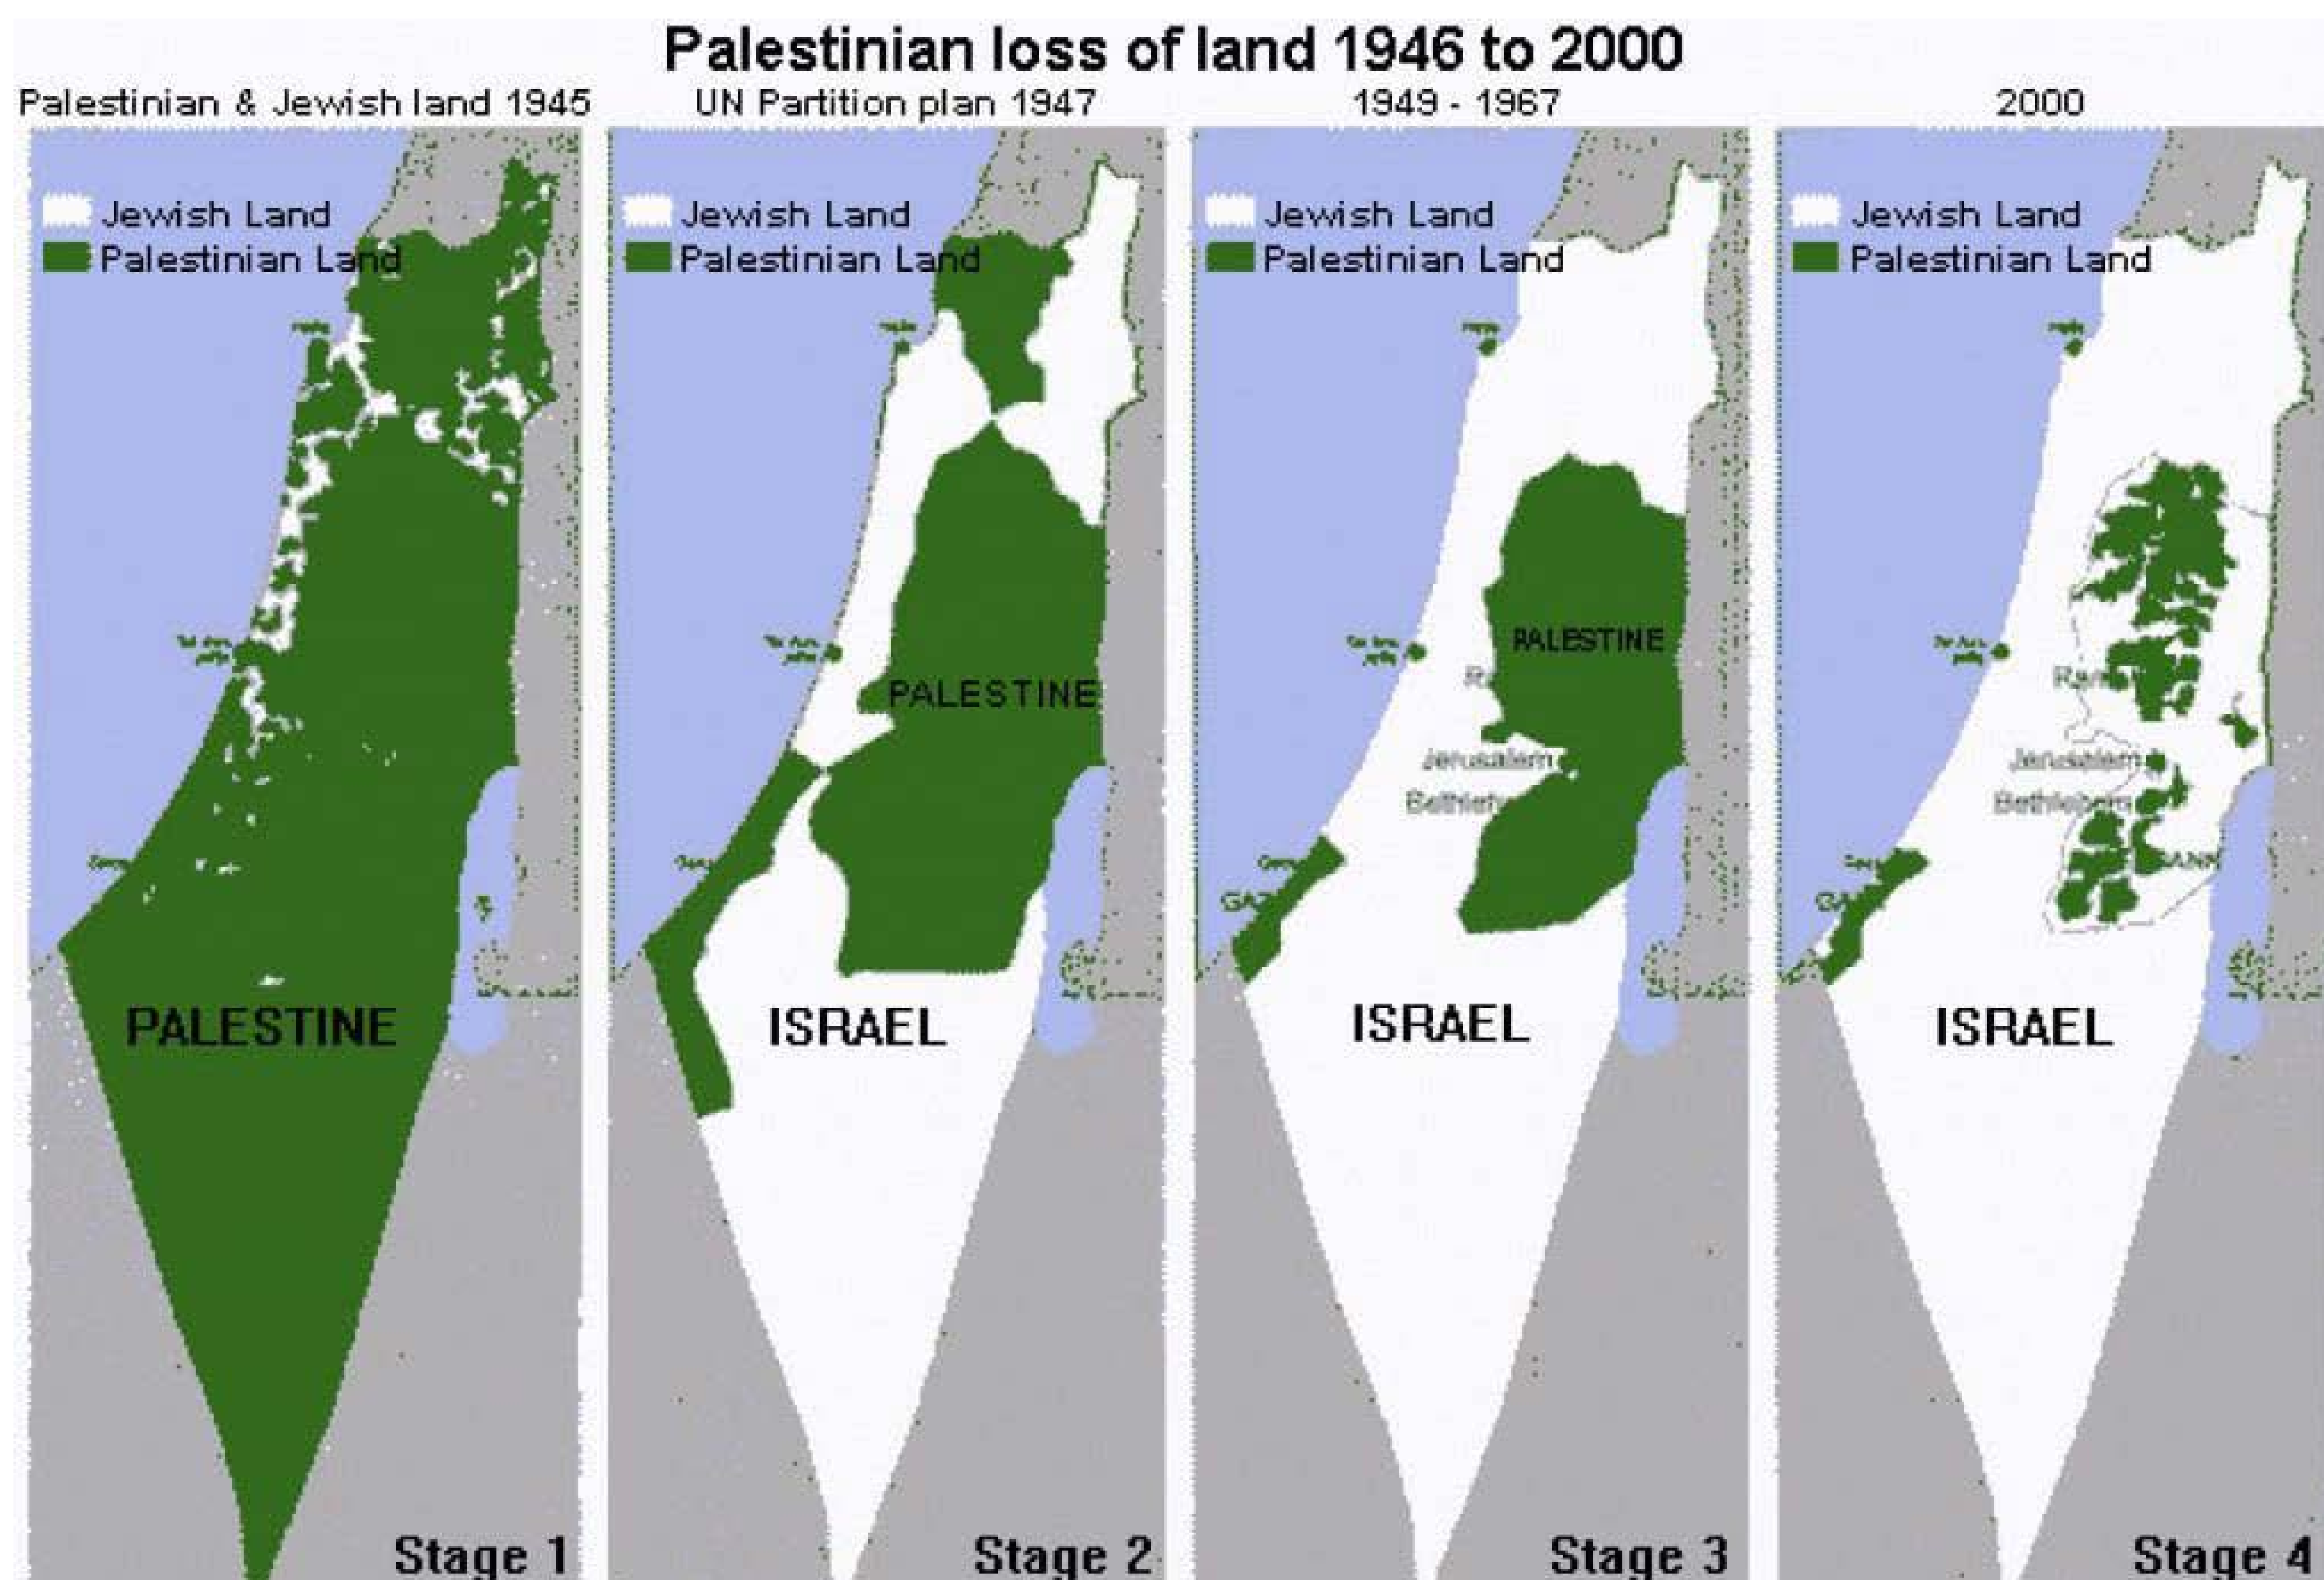 Palestinian loss of land 1946 to 2000
Palestinian & Jewish land 1945
Jewish Land
Palestinian Land
PALESTINE
Stage 1
UN Partition plan 1947
Jewish Land
Palestinian Land
PALESTINE
ISRAEL
Stage 2
1949 - 1967
Jewish Land
Palestinian Land
PALESTINE
Jerusalem
ISRAEL
Stage 3
2000
Jewish Land
Palestinian Land
Jerusalem
Bethlehem
ISRAEL
Stage 4